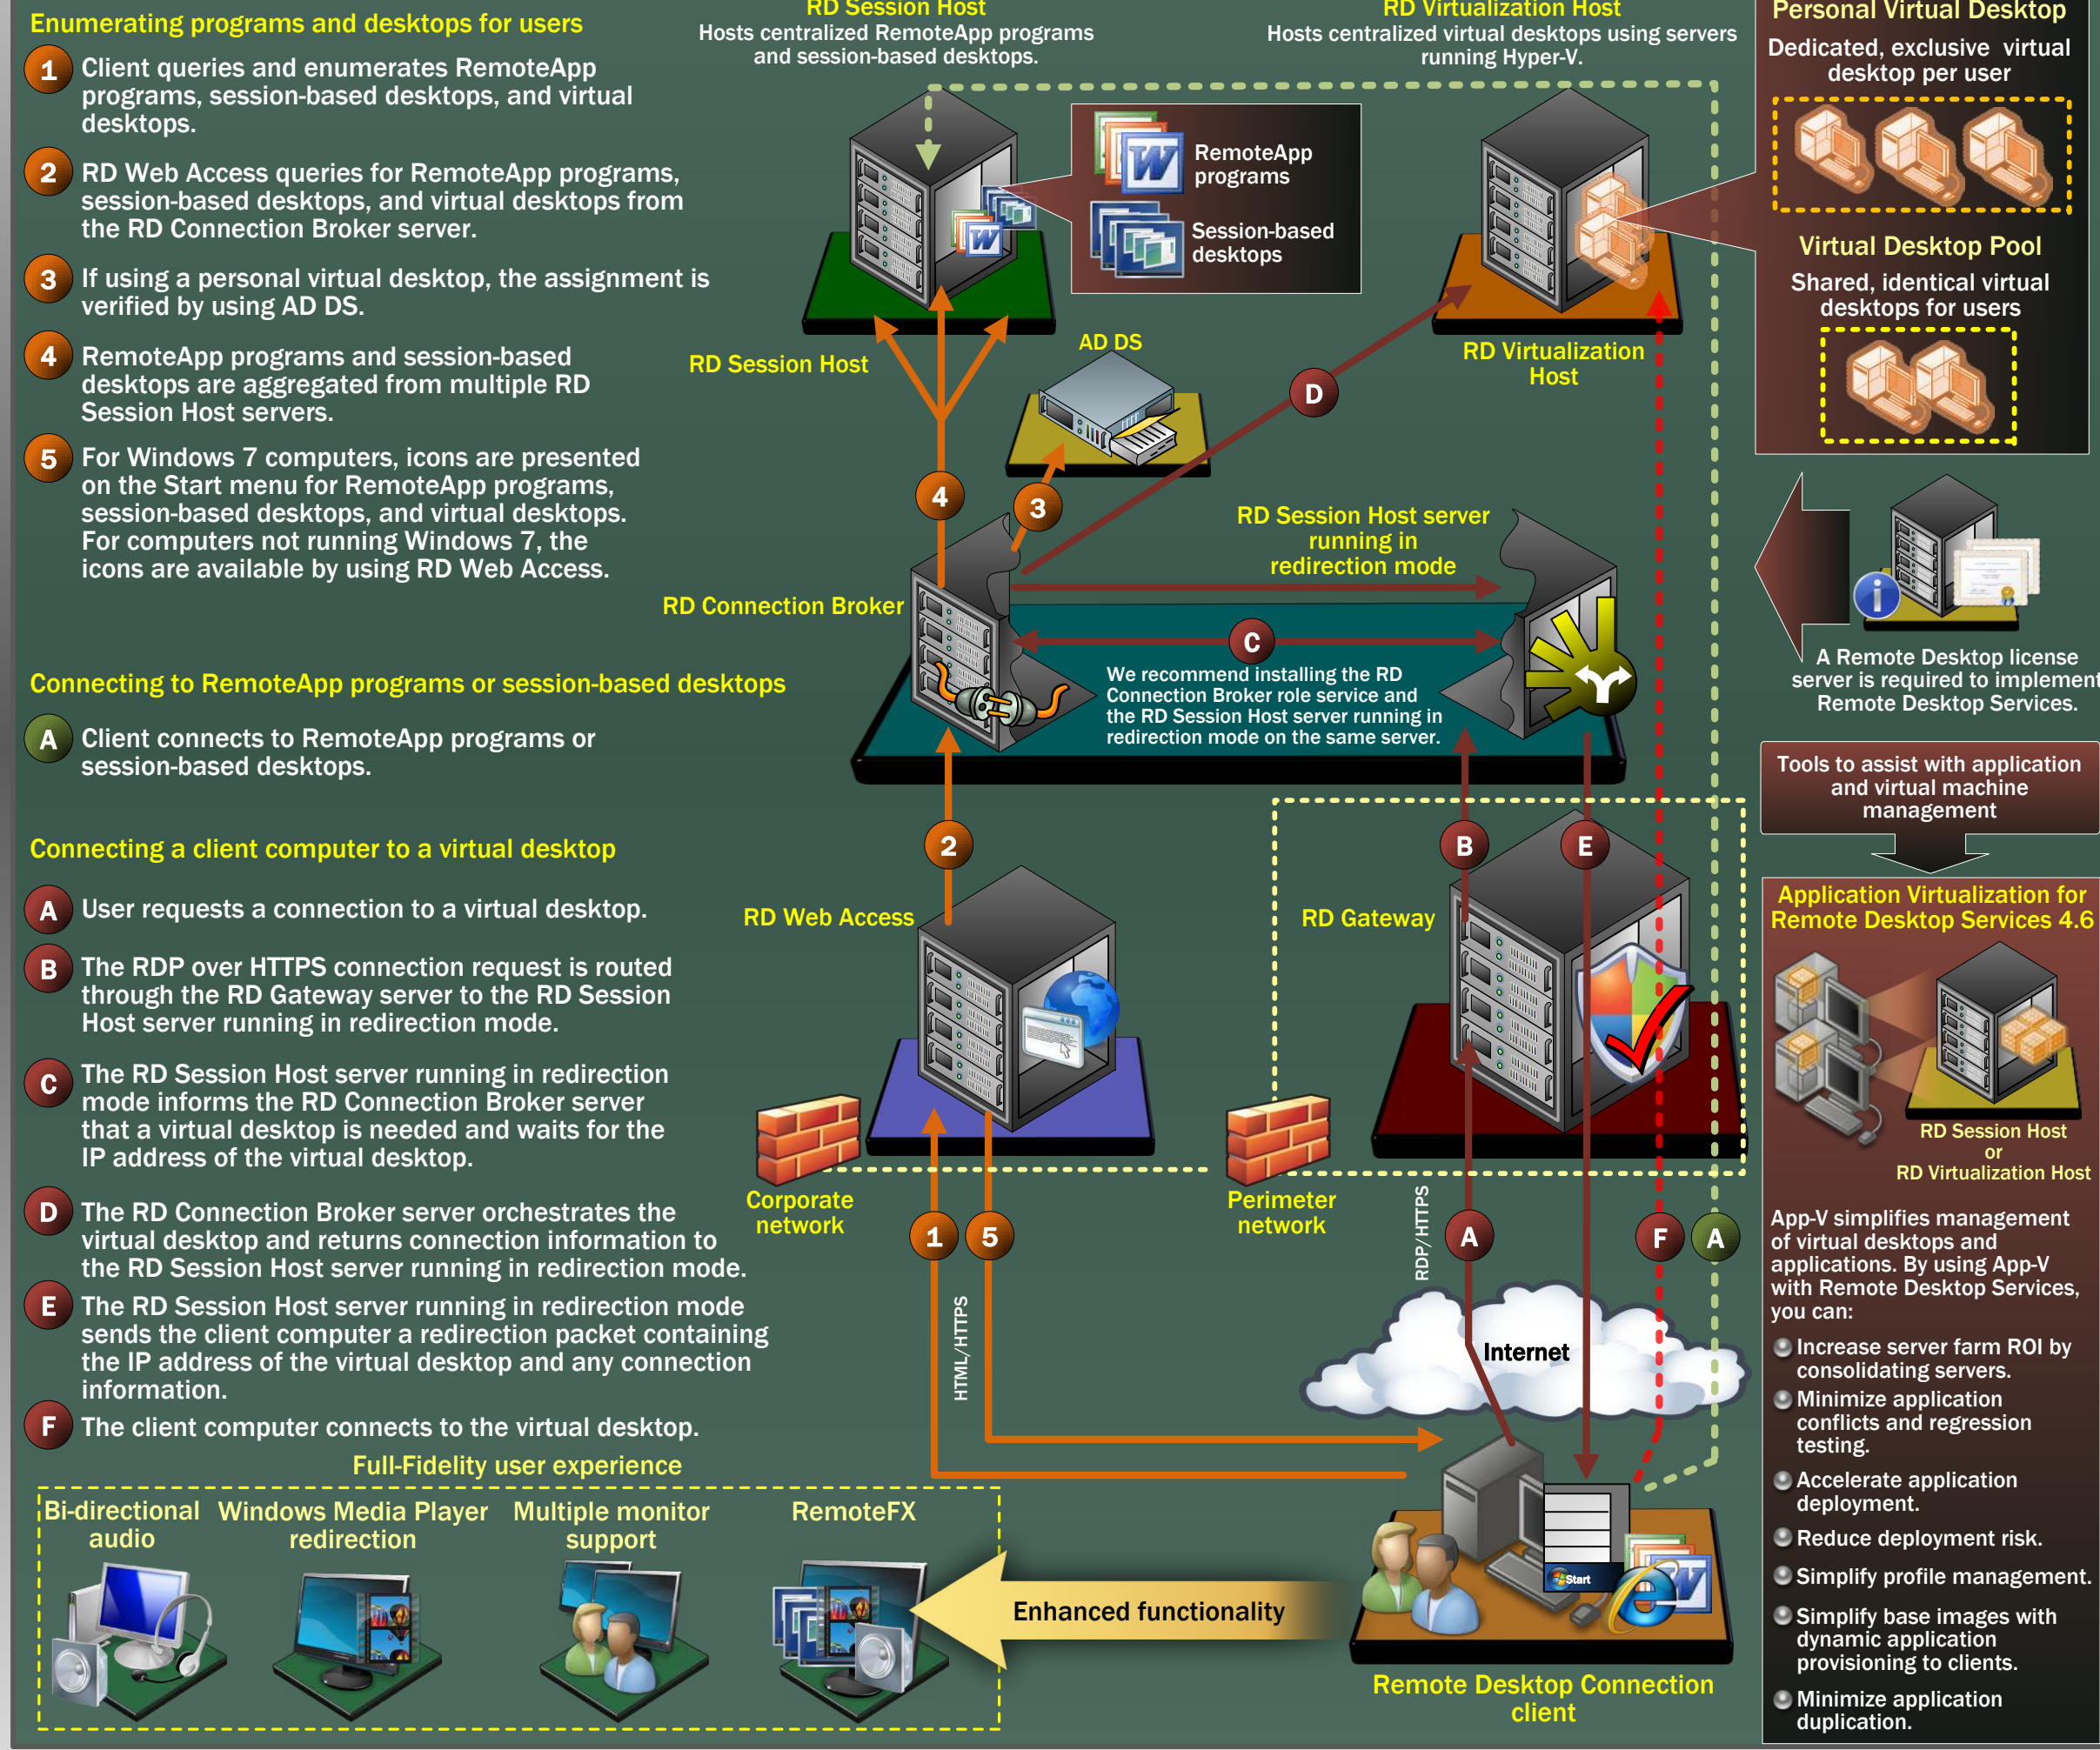 Enumerating programs and desktops for users
1
Client queries and enumerates RemoteApp
programs, session-based desktops, and virtual
desktops.
2
RD Web Access queries for RemoteApp programs,
session-based desktops, and virtual desktops from
the RD Connection Broker server.
3
If using a personal virtual desktop, the assignment is
verified by using AD DS.
4
RemoteApp programs and session-based
desktops are aggregated from multiple RD
Session Host servers.
5
For Windows 7 computers, icons are presented
on the Start menu for RemoteApp programs,
session-based desktops, and virtual desktops.
For computers not running Windows 7, the
icons are available by using RD Web Access.
Connecting to RemoteApp programs or session-based desktops
A
Client connects to RemoteApp programs or
session-based desktops.
Connecting a client computer to a virtual desktop
A
User requests a connection to a virtual desktop.
B
The RDP over HTTPS connection request is routed
through the RD Gateway server to the RD Session
Host server running in redirection mode.
C
The RD Session Host server running in redirection
mode informs the RD Connection Broker server
that a virtual desktop is needed and waits for the
IP address of the virtual desktop.
D
The RD Connection Broker server orchestrates the
virtual desktop and returns connection information to
the RD Session Host server running in redirection mode.
E
The RD Session Host server running in redirection mode
sends the client computer a redirection packet containing
the IP address of the virtual desktop and any connection
information.
F
The client computer connects to the virtual desktop.
Full-Fidelity user experience
Bi-directional
audio
Windows Media Player
redirection
Multiple monitor
support
RemoteFX
RD Session Host
Hosts centralized RemoteApp programs
and session-based desktops.
RD Virtualization Host
Hosts centralized virtual desktops using servers
running Hyper-V.
RemoteApp
programs
Session-based
desktops
W
W
RD Session Host
AD DS
RD Virtualization
Host
D
4
3
RD Session Host server
running in
redirection mode
RD Connection Broker
C
We recommend installing the RD
Connection Broker role service and
the RD Session Host server running in
redirection mode on the same server.
2
B
E
RD Web Access
RD Gateway
Corporate
network
Perimeter
network
1
5
HTML/HTTPS
RDP/HTTPS
A
F
A
Internet
Start
W
Enhanced functionality
Remote Desktop Connection
client
Personal Virtual Desktop
Dedicated, exclusive virtual
desktop per user
Virtual Desktop Pool
Shared, identical virtual
desktops for users
i
A Remote Desktop license
server is required to implement
Remote Desktop Services.
Tools to assist with application
and virtual machine
management
Application Virtualization for
Remote Desktop Services 4.6
RD Session Host
or
RD Virtualization Host
App-V simplifies management
of virtual desktops and
applications. By using App-V
with Remote Desktop Services,
you can:
Increase server farm ROI by
consolidating servers.
Minimize application
conflicts and regression
testing.
Accelerate application
deployment.
Reduce deployment risk.
Simplify profile management.
Simplify base images with
dynamic application
provisioning to clients.
Minimize application
duplication.